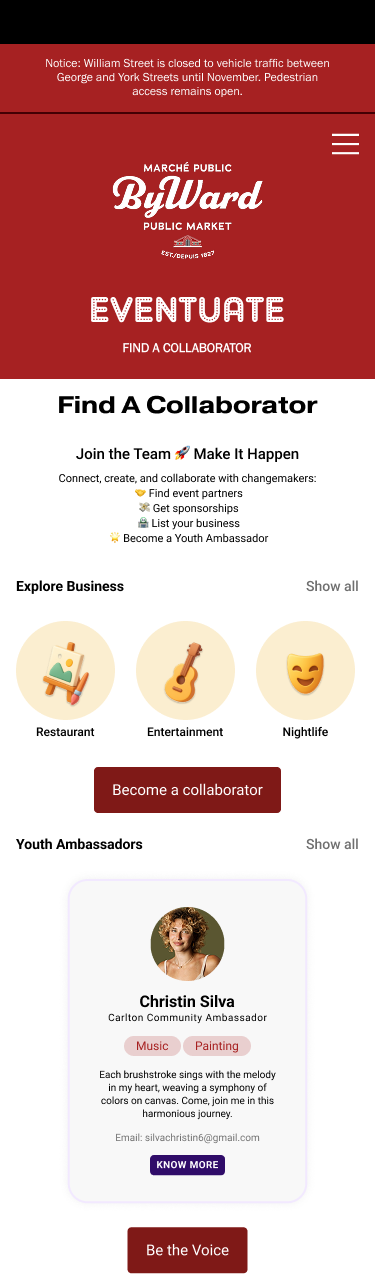 Notice: William Street is closed to vehicle traffic between
George and York Streets until November. Pedestrian
access remains open.
MARCHÉ PUBLIC
ByWard
PUBLIC MARKET
EST./DEPUIS 1827
EVENTUATE
FIND A COLLABORATOR
Find A Collaborator
Join the Team 🚀 Make It Happen
Connect, create, and collaborate with changemakers:
🤝 Find event partners
💸 Get sponsorships
🏪 List your business
🌟 Become a Youth Ambassador
Explore Business Show all
Restaurant Entertainment Nightlife
Become a collaborator
Youth Ambassadors Show all
Christin Silva
Carlton Community Ambassador
Music Painting
Each brushstroke sings with the melody
in my heart, weaving a symphony of
colors on canvas. Come, join me in this
harmonious journey.
Email: silvachristin6@gmail.com
KNOW MORE
Be the Voice